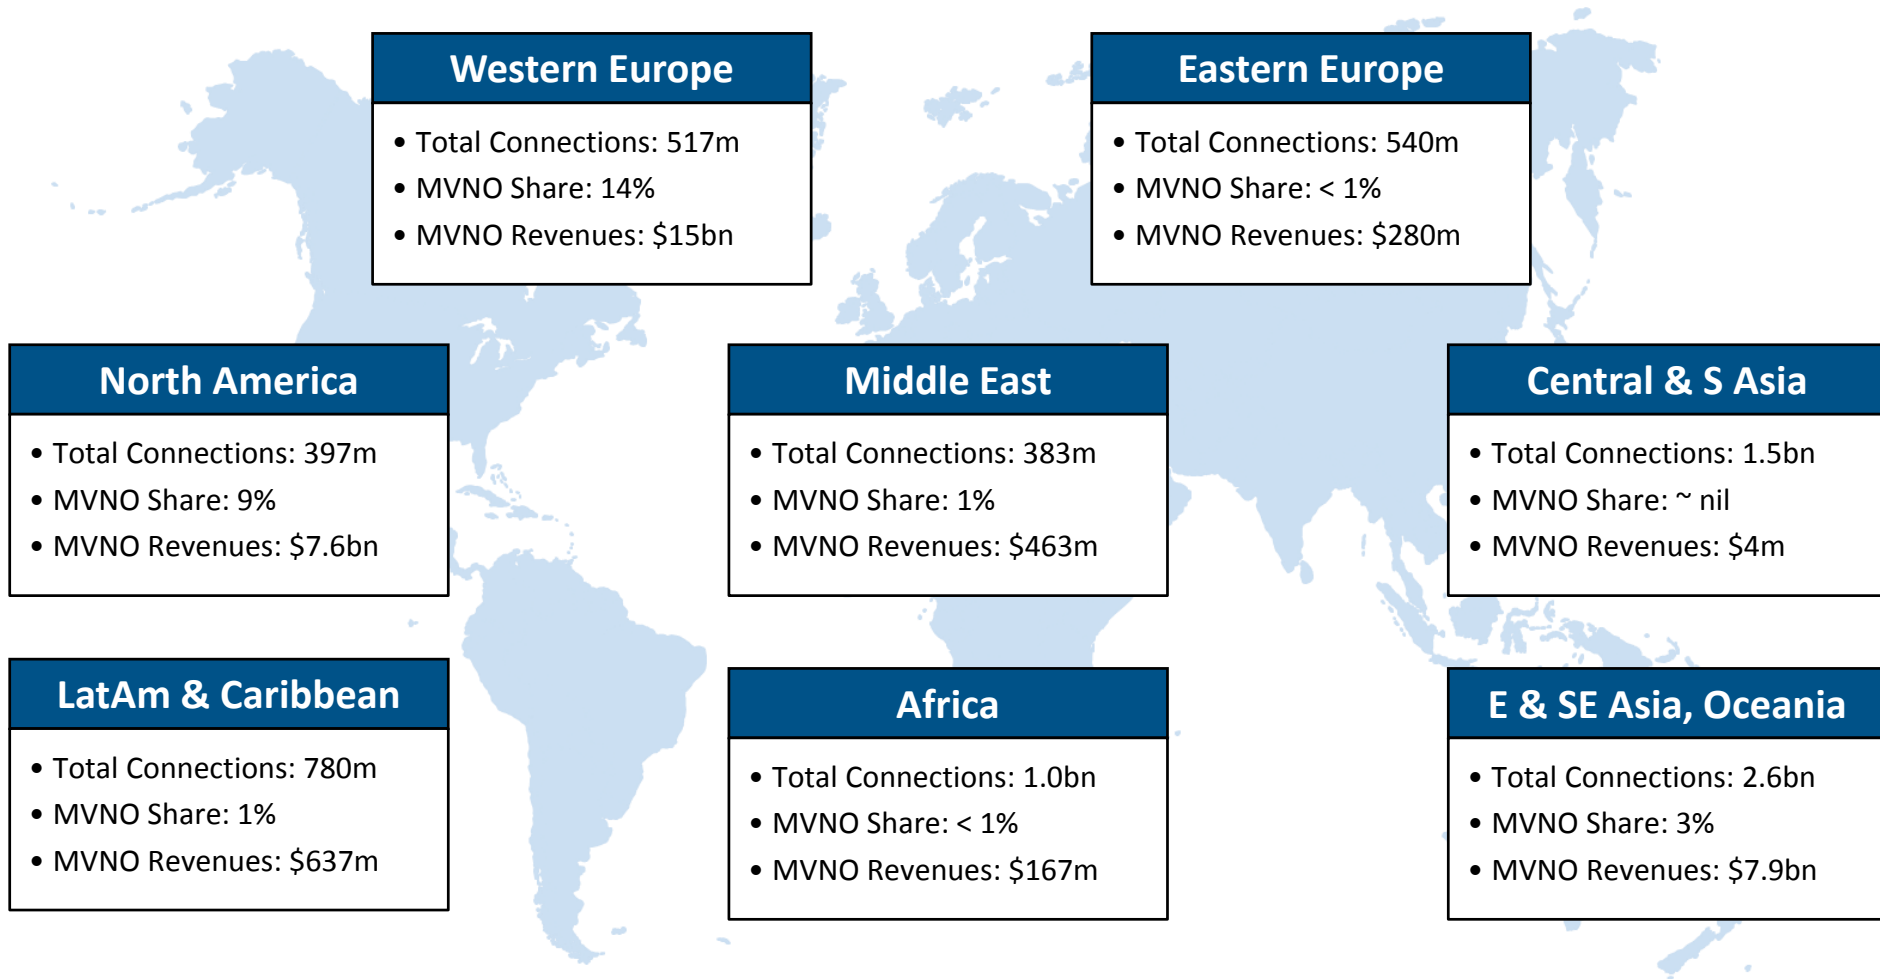 Western Europe
• Total Connections: 517m
• MVNO Share: 14%
• MVNO Revenues: $15bn
Eastern Europe
• Total Connections: 540m
• MVNO Share: < 1%
• MVNO Revenues: $280m
North America
• Total Connections: 397m
• MVNO Share: 9%
• MVNO Revenues: $7.6bn
Middle East
• Total Connections: 383m
• MVNO Share: 1%
• MVNO Revenues: $463m
Central & S Asia
• Total Connections: 1.5bn
• MVNO Share: ~ nil
• MVNO Revenues: $4m
LatAm & Caribbean
• Total Connections: 780m
• MVNO Share: 1%
• MVNO Revenues: $637m
Africa
• Total Connections: 1.0bn
• MVNO Share: < 1%
• MVNO Revenues: $167m
E & SE Asia, Oceania
• Total Connections: 2.6bn
• MVNO Share: 3%
• MVNO Revenues: $7.9bn